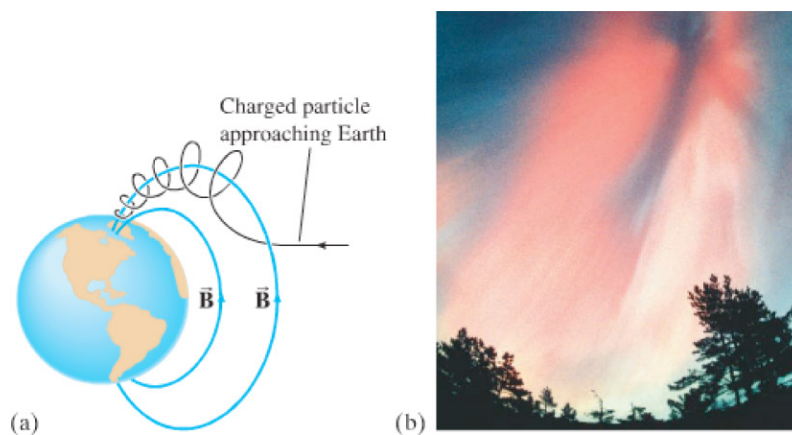 Charged particle
approaching Earth
B⃗ B⃗
(a) (b)